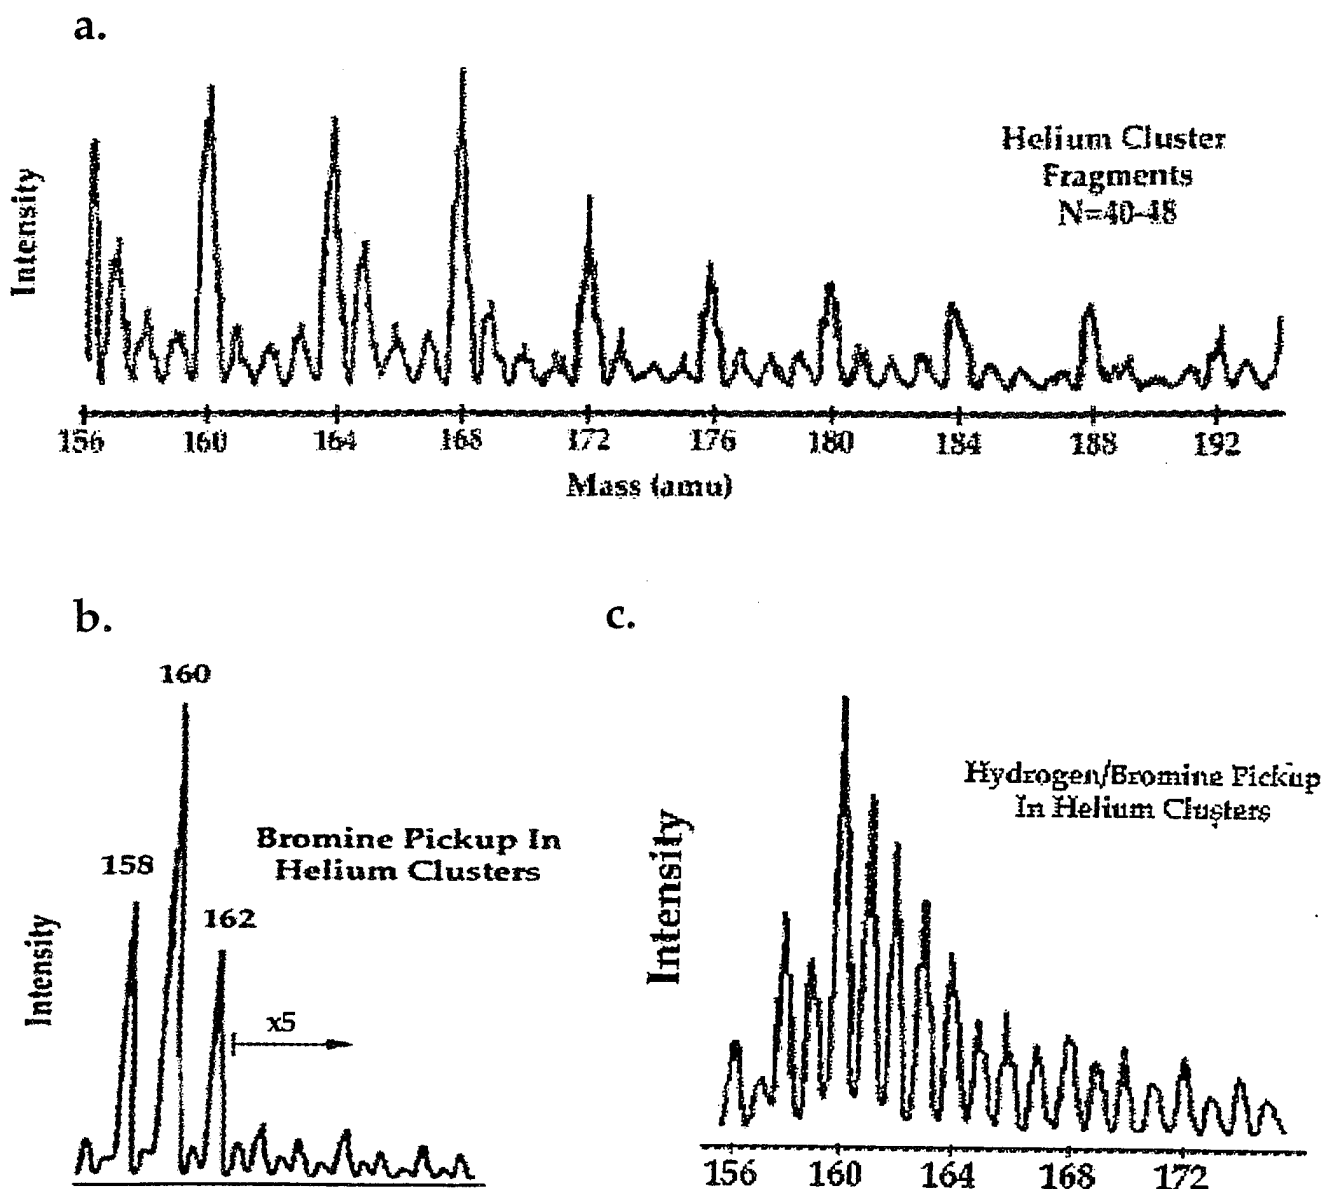 a.
Intensity
Helium Cluster
Fragments
N=40-48
156 160 164 168 172 176 180 184 188 192
Mass (amu)
b.
160
158
162
x5
Bromine Pickup In
Helium Clusters
Intensity
c.
Hydrogen/Bromine Pickup
In Helium Clusters
Intensity
156 160 164 168 172